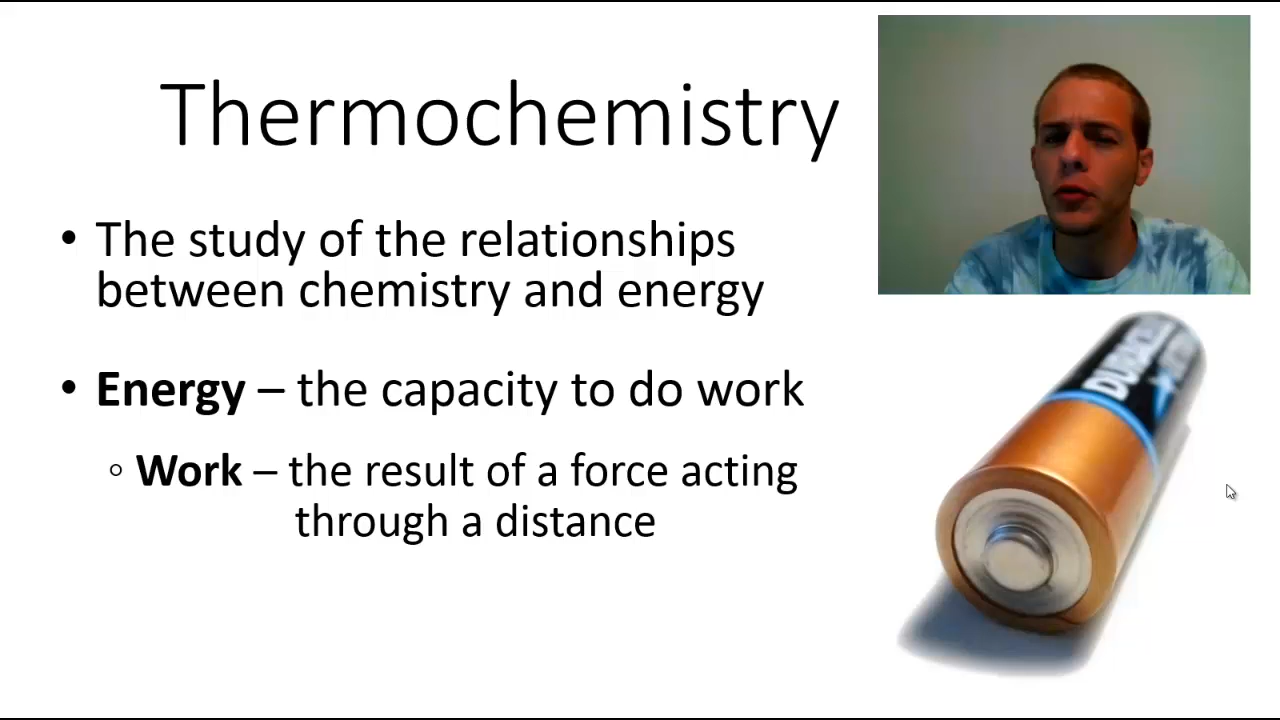 Thermochemistry
• The study of the relationships
between chemistry and energy
• Energy – the capacity to do work
◦ Work – the result of a force acting
through a distance
DURACELL